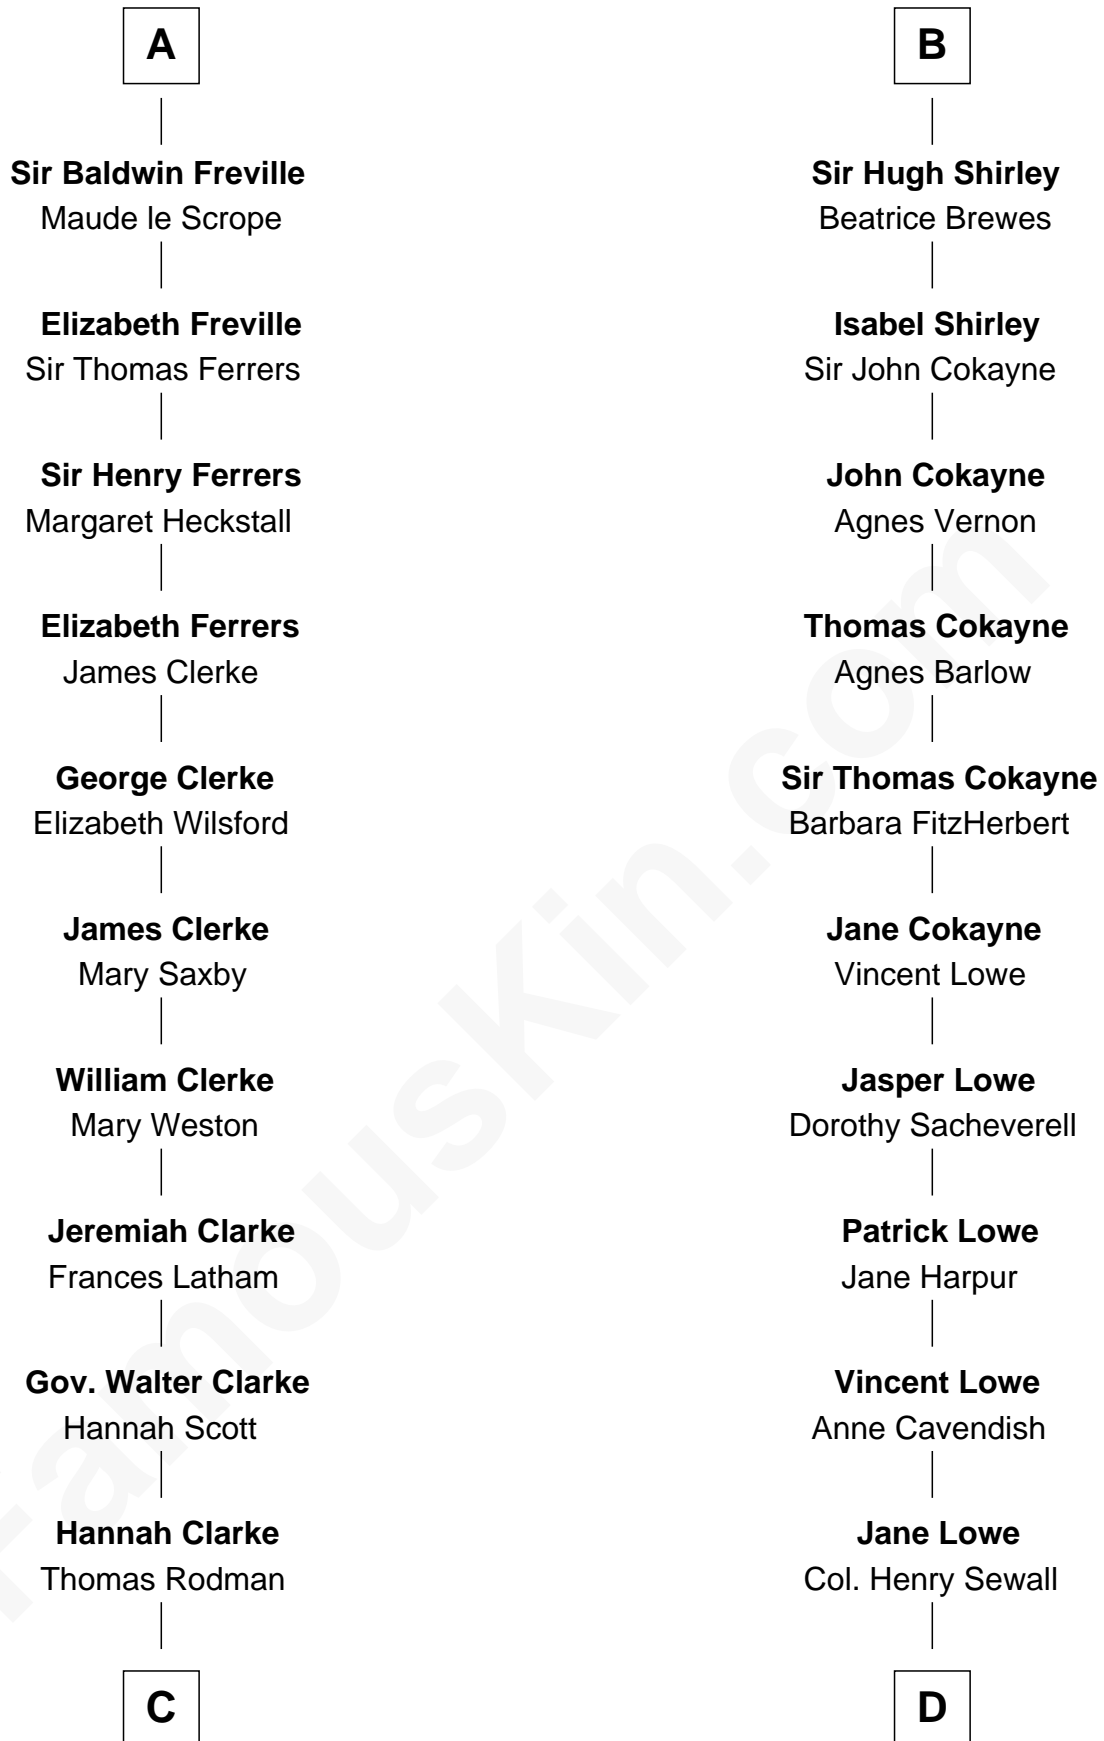 A
Sir Baldwin Freville
Maude le Scrope
Elizabeth Freville
Sir Thomas Ferrers
Sir Henry Ferrers
Margaret Heckstall
Elizabeth Ferrers
James Clerke
George Clerke
Elizabeth Wilsford
James Clerke
Mary Saxby
William Clerke
Mary Weston
Jeremiah Clarke
Frances Latham
Gov. Walter Clarke
Hannah Scott
Hannah Clarke
Thomas Rodman
C
B
Sir Hugh Shirley
Beatrice Brewes
Isabel Shirley
Sir John Cokayne
John Cokayne
Agnes Vernon
Thomas Cokayne
Agnes Barlow
Sir Thomas Cokayne
Barbara FitzHerbert
Jane Cokayne
Vincent Lowe
Jasper Lowe
Dorothy Sacheverell
Patrick Lowe
Jane Harpur
Vincent Lowe
Anne Cavendish
Jane Lowe
Col. Henry Sewall
D
FamousKin.com